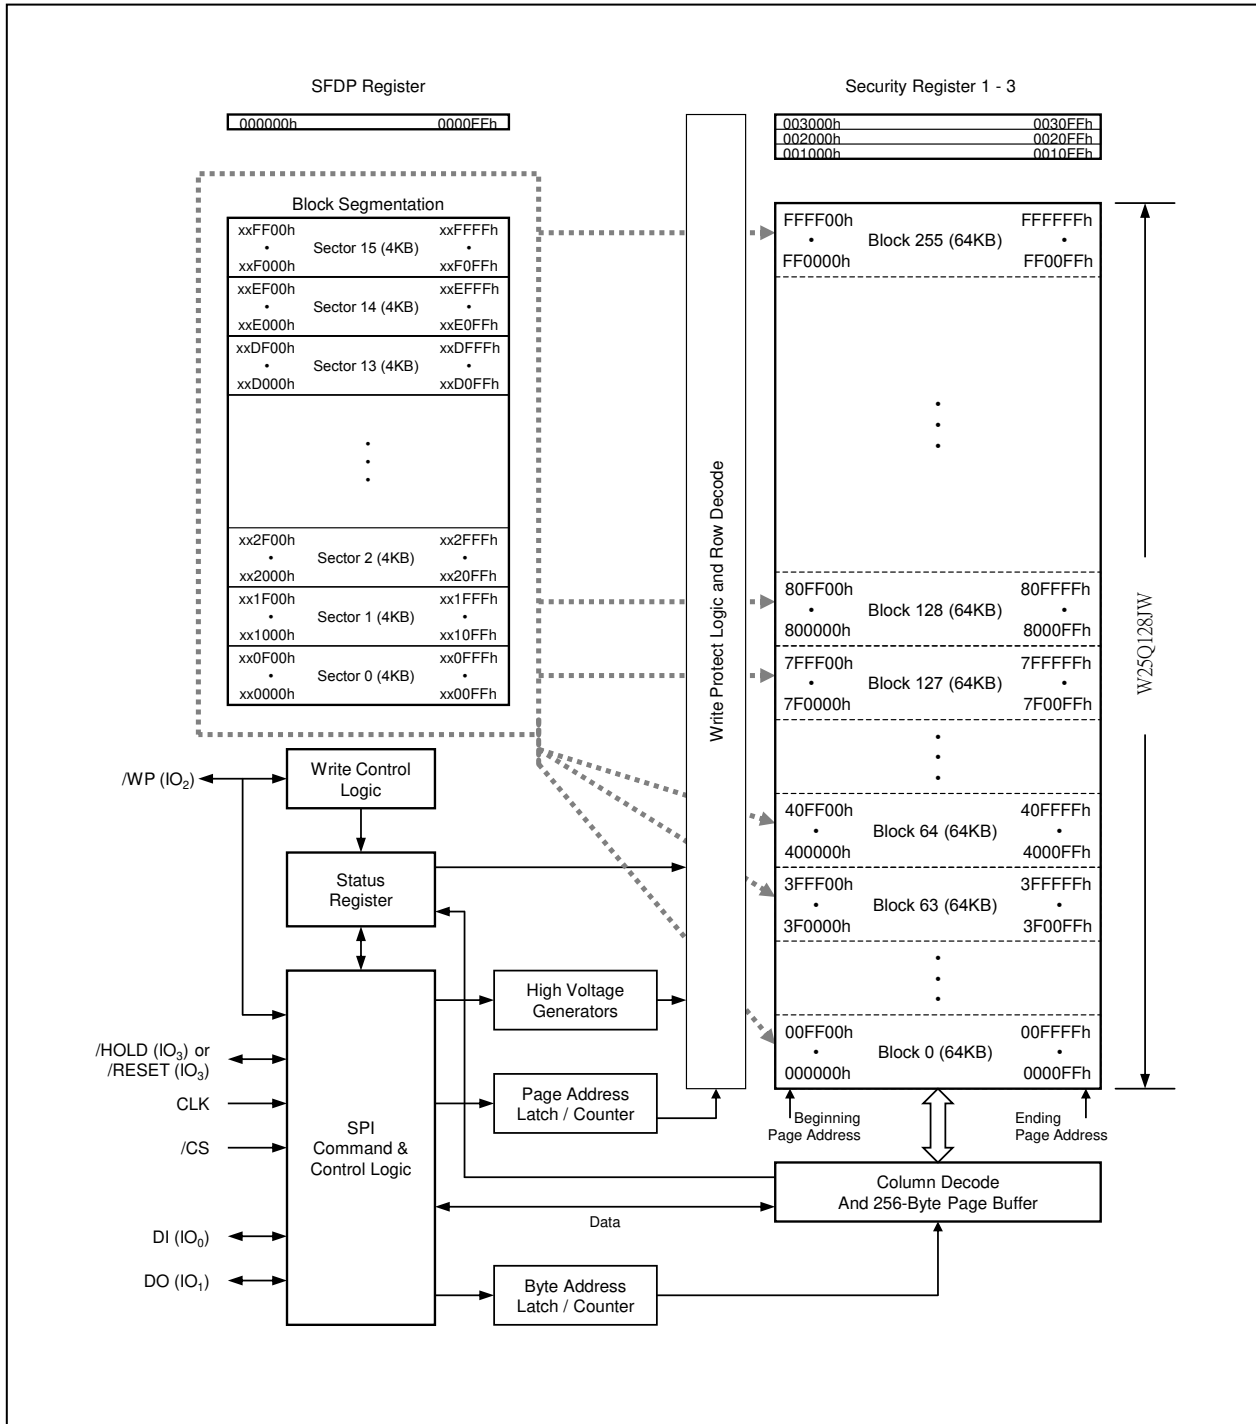 SFDP Register
000000h 0000FFh
Security Register 1 - 3
003000h 0030FFh
002000h 0020FFh
001000h 0010FFh
Block Segmentation
xxFF00h xxFFFFh
• Sector 15 (4KB) •
xxF000h xxF0FFh
xxEF00h xxEFFFh
• Sector 14 (4KB) •
xxE000h xxE0FFh
xxDF00h xxDFFFh
• Sector 13 (4KB) •
xxD000h xxD0FFh
xx2F00h xx2FFFh
• Sector 2 (4KB) •
xx2000h xx20FFh
xx1F00h xx1FFFh
• Sector 1 (4KB) •
xx1000h xx10FFh
xx0F00h xx0FFFh
• Sector 0 (4KB) •
xx0000h xx00FFh
Write Protect Logic and Row Decode
FFFF00h FFFFFFh
• Block 255 (64KB) •
FF0000h FF00FFh
80FF00h 80FFFFh
• Block 128 (64KB) •
800000h 8000FFh
7FFF00h 7FFFFFh
• Block 127 (64KB) •
7F0000h 7F00FFh
40FF00h 40FFFFh
• Block 64 (64KB) •
400000h 4000FFh
3FFF00h 3FFFFFh
• Block 63 (64KB) •
3F0000h 3F00FFh
00FF00h 00FFFFh
• Block 0 (64KB) •
000000h 0000FFh
W25Q128JW
Beginning
Page Address
Ending
Page Address
/WP (IO2)
Write Control
Logic
Status
Register
High Voltage
Generators
/HOLD (IO3) or
/RESET (IO3)
CLK
/CS
DI (IO0)
DO (IO1)
SPI
Command &
Control Logic
Page Address
Latch / Counter
Column Decode
And 256-Byte Page Buffer
Data
Byte Address
Latch / Counter